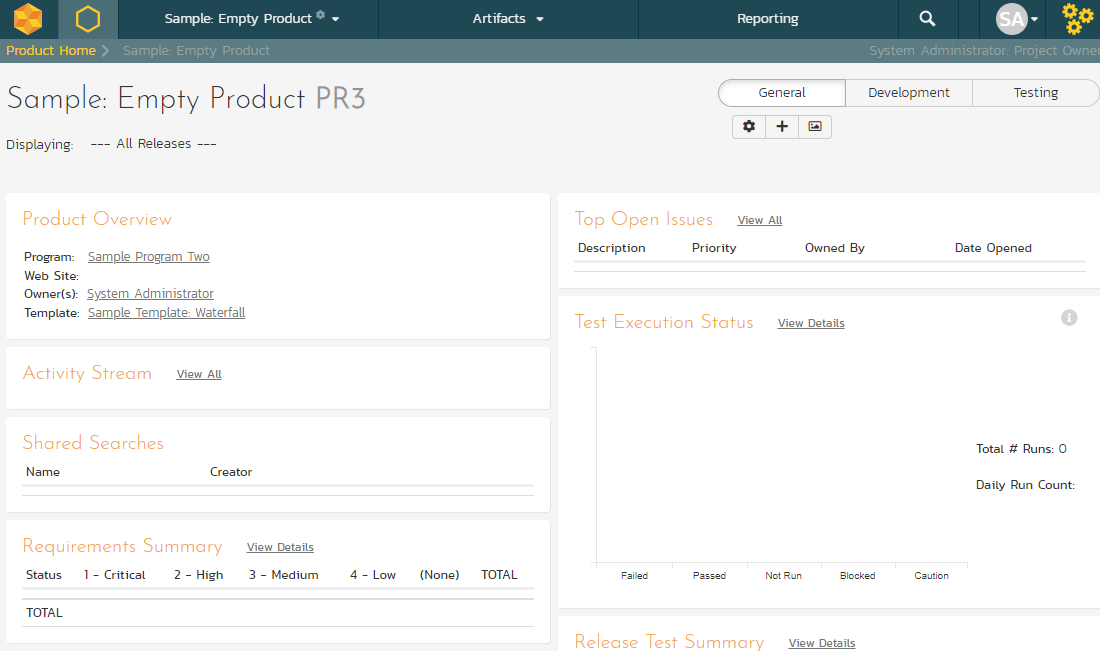 Sample: Empty Product
Artifacts
Reporting
SA
Product Home
Sample: Empty Product
System Administrator: Project Owner
Sample: Empty Product PR3
General
Development
Testing
Displaying: --- All Releases ---
Product Overview
Program: Sample Program Two
Web Site:
Owner(s): System Administrator
Template: Sample Template: Waterfall
Activity Stream View All
Shared Searches
Name Creator
Requirements Summary View Details
Status 1 - Critical 2 - High 3 - Medium 4 - Low (None) TOTAL
TOTAL
Top Open Issues View All
Description Priority Owned By Date Opened
Test Execution Status View Details
Total # Runs: 0
Daily Run Count:
Failed Passed Not Run Blocked Caution
Release Test Summary View Details